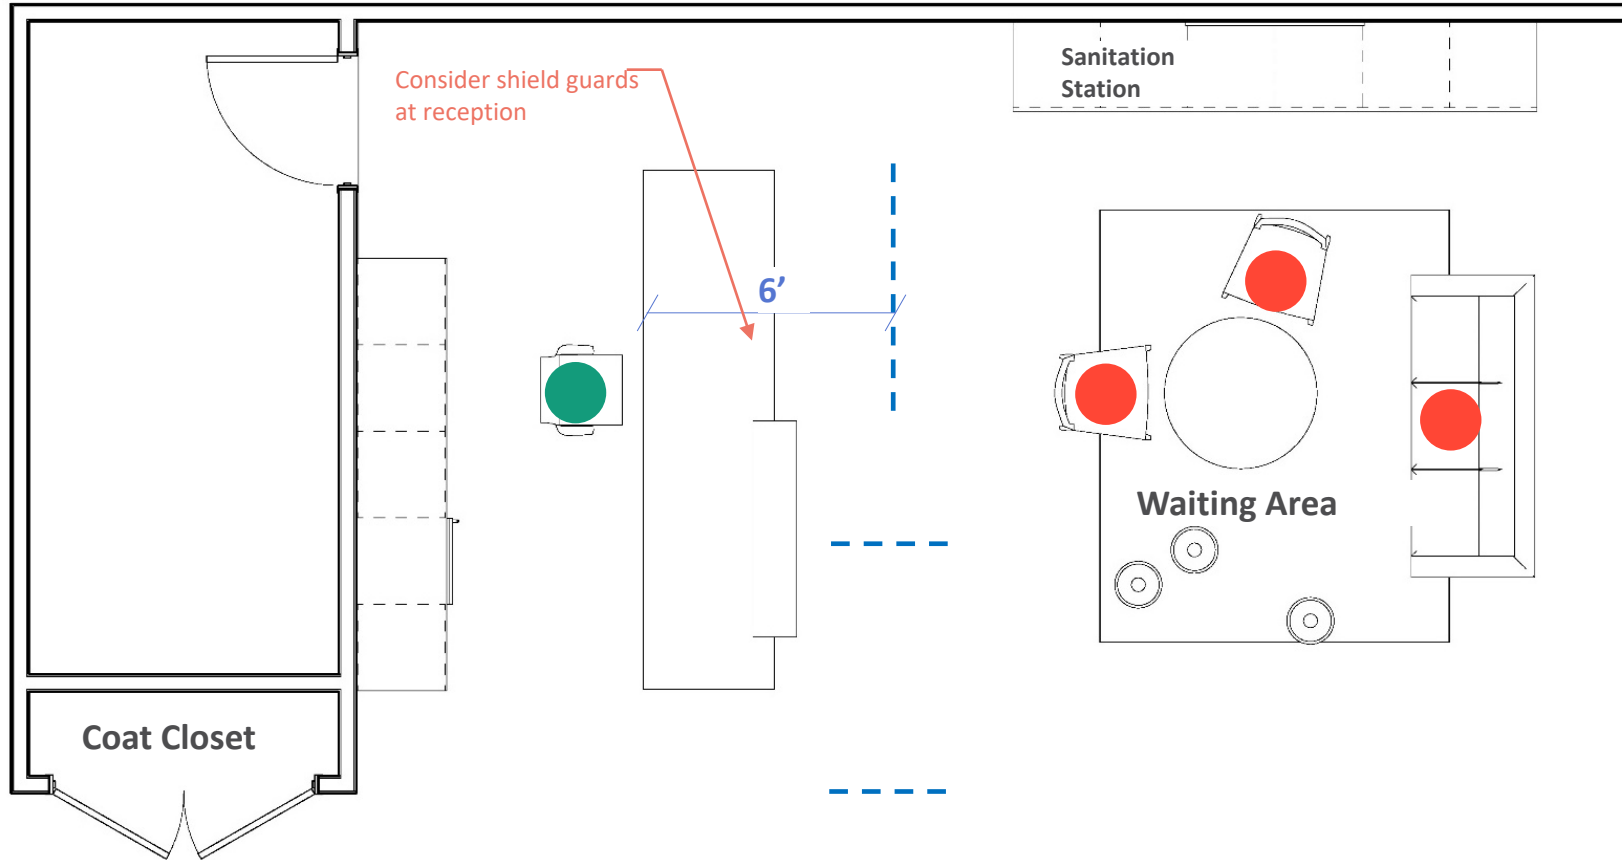 Consider shield guards
at reception
Sanitation
Station
6’
Waiting Area
Coat Closet